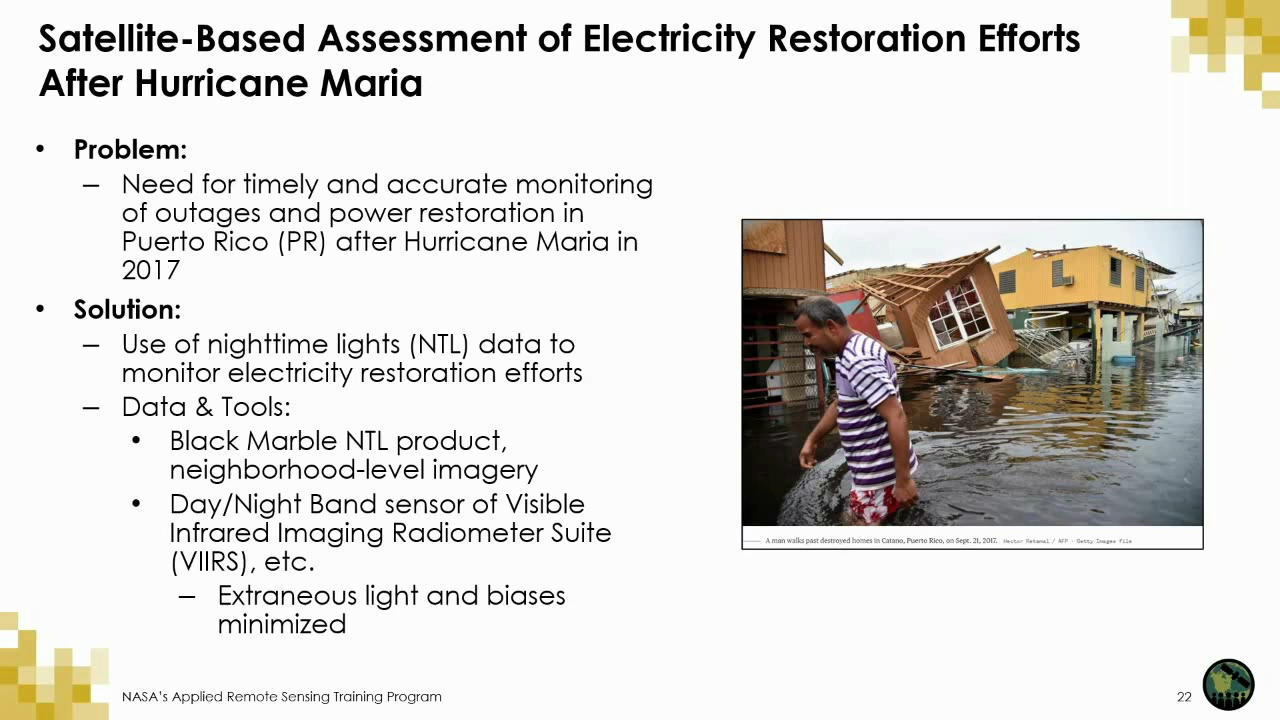 Satellite-Based Assessment of Electricity Restoration Efforts
After Hurricane Maria
• Problem:
– Need for timely and accurate monitoring
of outages and power restoration in
Puerto Rico (PR) after Hurricane Maria in
2017
• Solution:
– Use of nighttime lights (NTL) data to
monitor electricity restoration efforts
– Data & Tools:
• Black Marble NTL product,
neighborhood-level imagery
• Day/Night Band sensor of Visible
Infrared Imaging Radiometer Suite
(VIIRS), etc.
– Extraneous light and biases
minimized
A man walks past destroyed homes in Catano, Puerto Rico, on Sept. 21, 2017. Hector Retamal / AFP - Getty Images file
NASA's Applied Remote Sensing Training Program
22